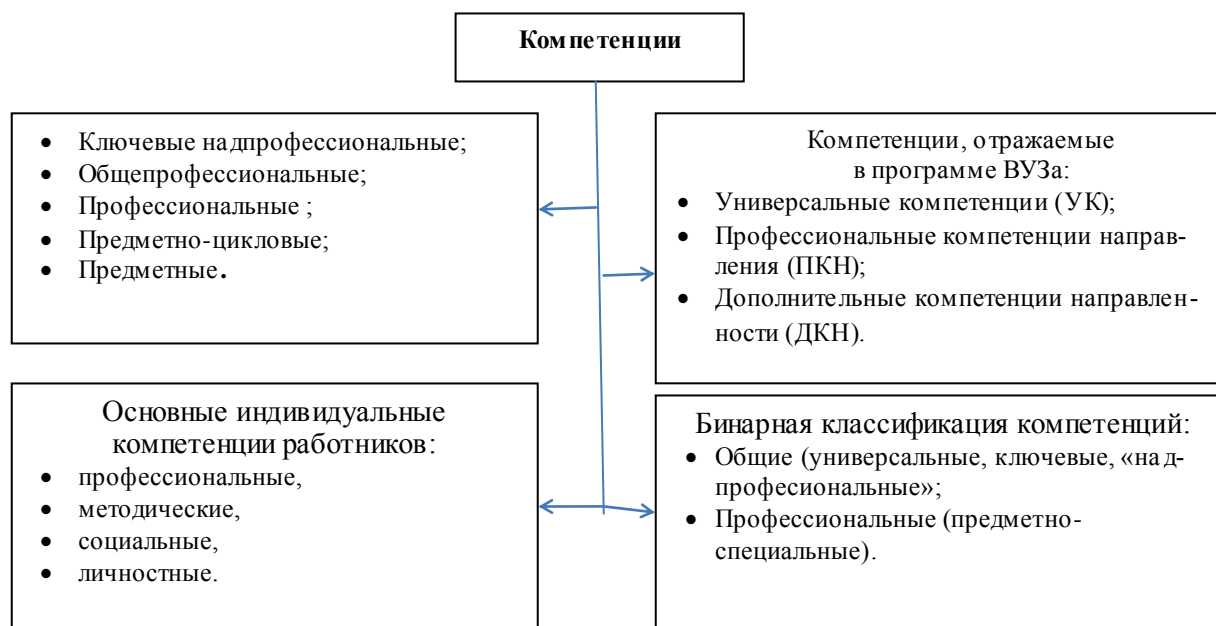 Компетенции
• Ключевые надпрофессиональные;
• Общепрофессиональные;
• Профессиональные ;
• Предметно-цикловые;
• Предметные.
Компетенции, отражаемые
в программе ВУЗа:
• Универсальные компетенции (УК);
• Профессиональные компетенции направ-
ления (ПКН);
• Дополнительные компетенции направлен-
ности (ДКН).
Основные индивидуальные
компетенции работников:
• профессиональные,
• методические,
• социальные,
• личностные.
Бинарная классификация компетенций:
• Общие (универсальные, ключевые, «над-
професиональные»;
• Профессиональные (предметно-
специальные).